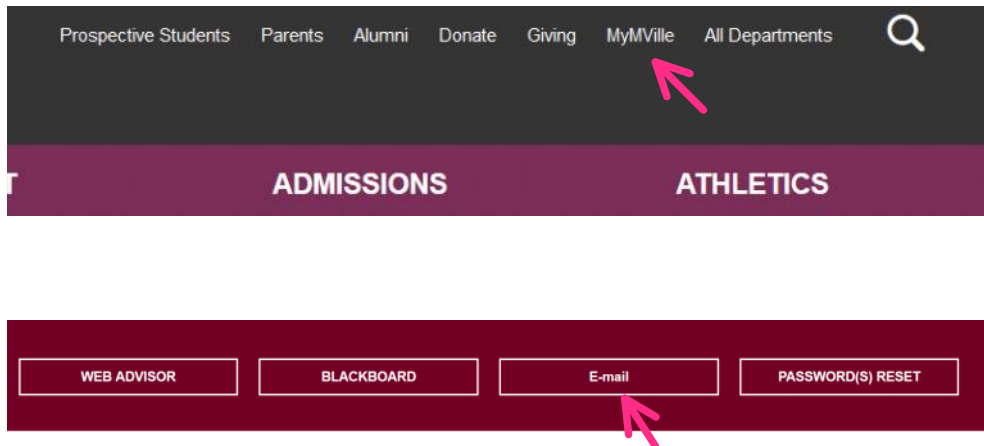 Prospective Students Parents Alumni Donate Giving MyMVille All Departments
T ADMISSIONS ATHLETICS
WEB ADVISOR BLACKBOARD E-mail PASSWORD(S) RESET